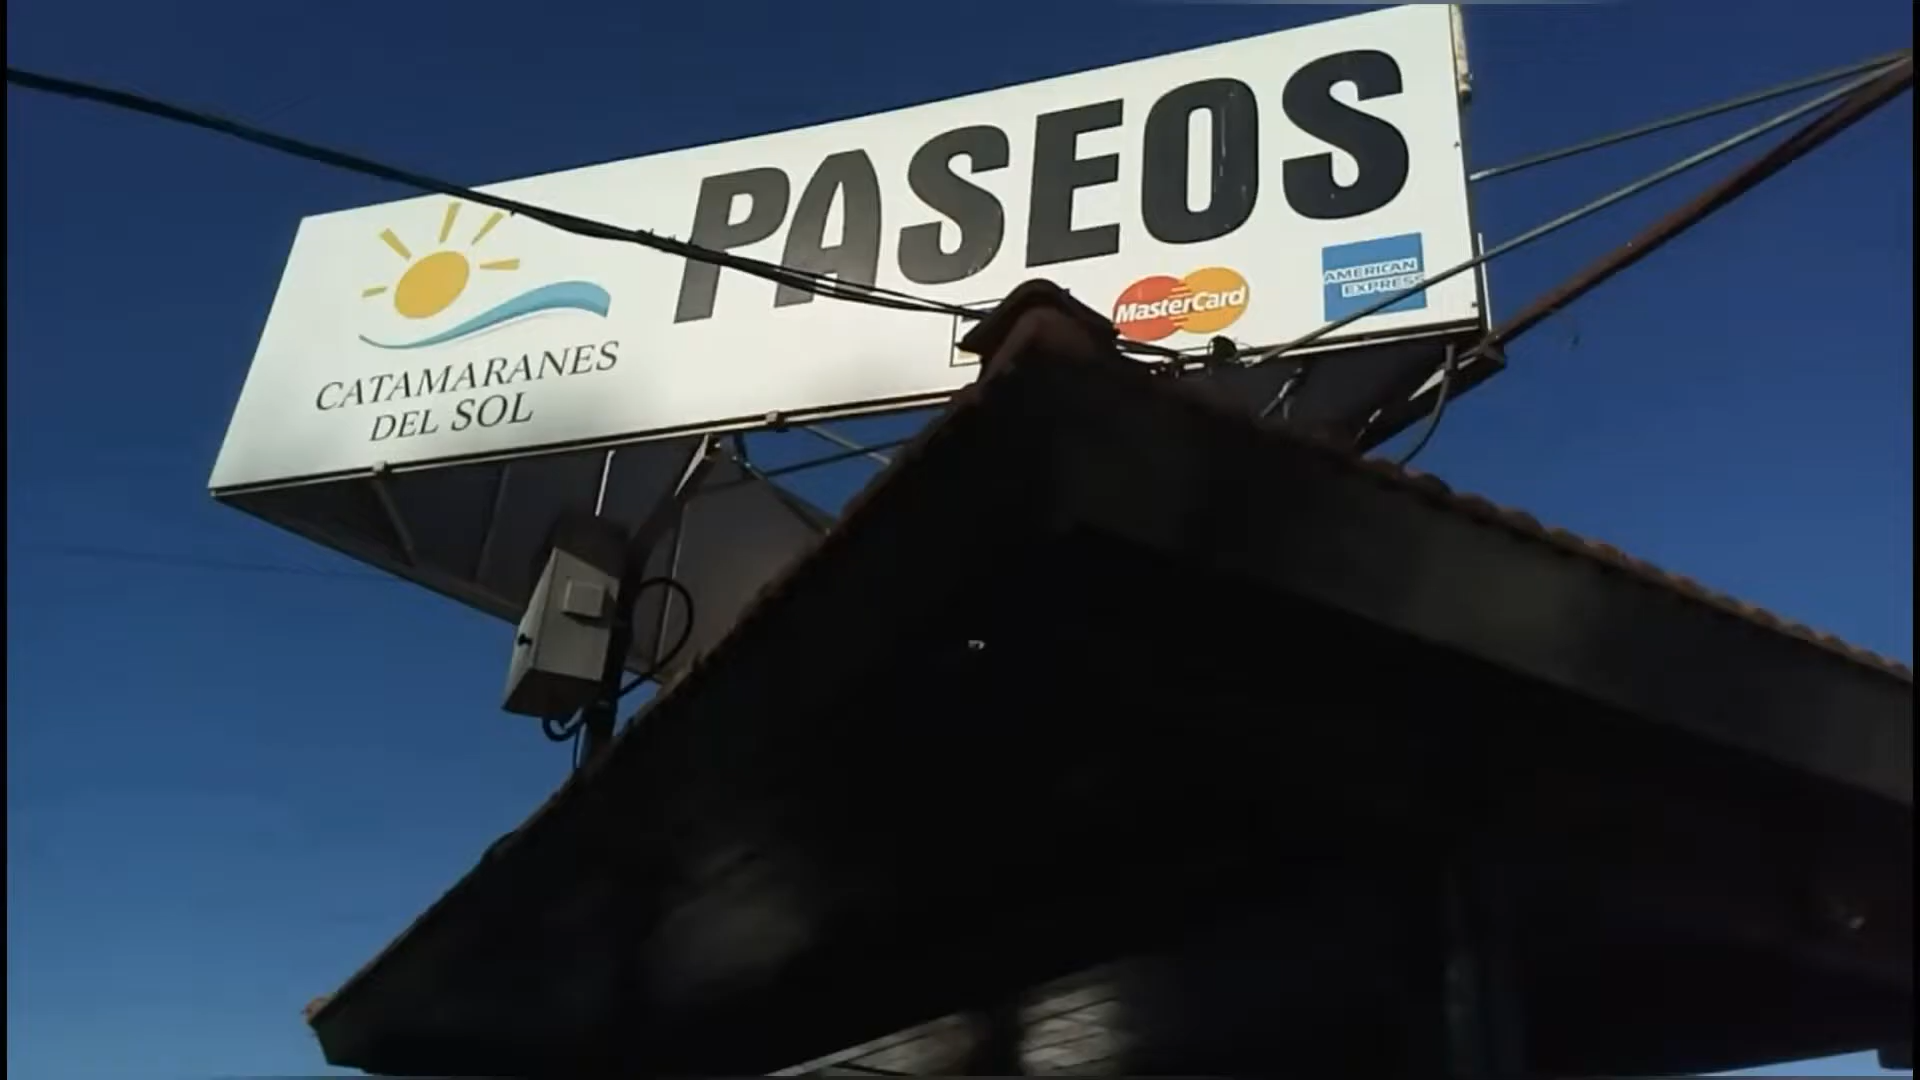 PASEOS
CATAMARANES
DEL SOL
MasterCard
AMERICAN
EXPRESS